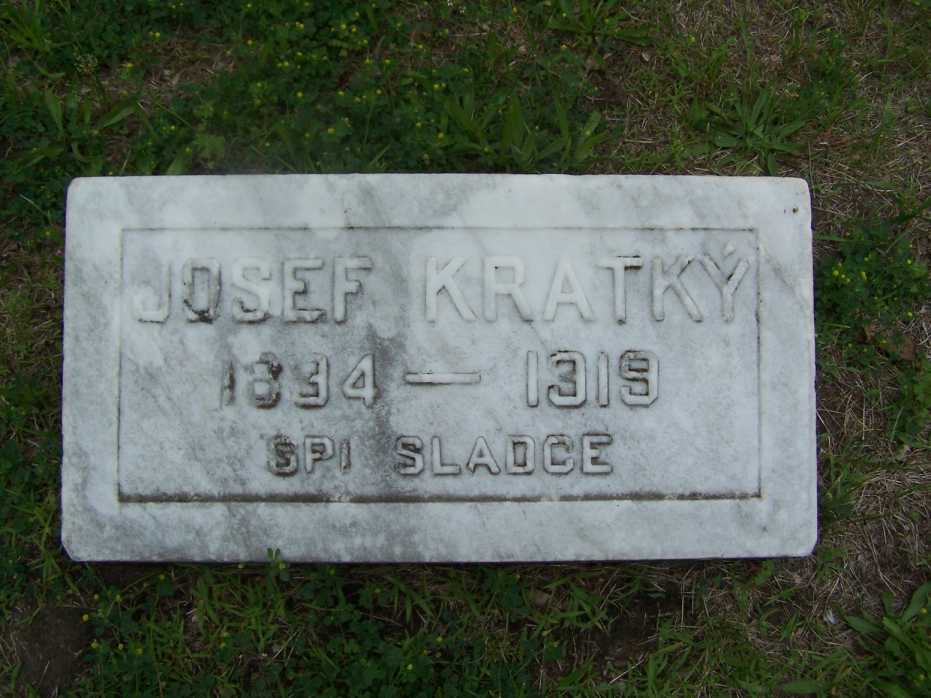 JOSEF KRATKÝ
1834 — 1919
SPI SLADCE